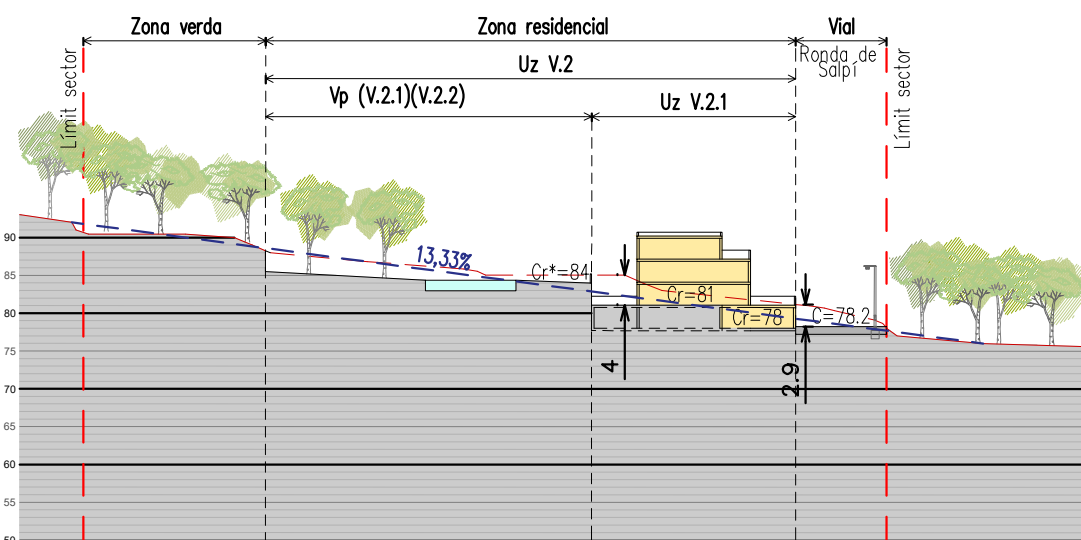 Zona verda
Zona residencial
Vial
Límit sector
Uz V.2
Ronda de
Salpí
Límit sector
Vp (V.2.1)(V.2.2)
Uz V.2.1
13,33%
Cr*=84
Cr=81
Cr=78
C=78.2
4
2.9
90
85
80
75
70
65
60
55
50